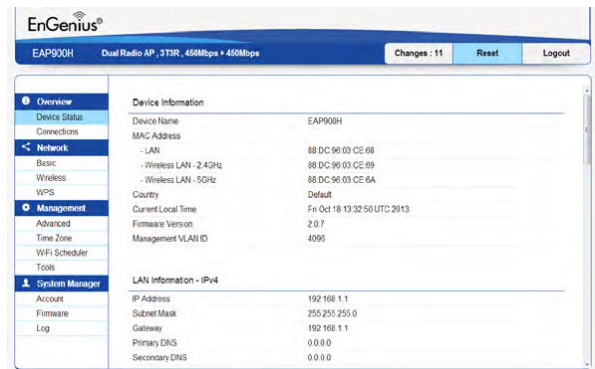 EnGenius®
EAP900H Dual Radio AP , 3T3R , 450Mbps + 450Mbps Changes : 11 Reset Logout
Overview
Device Status
Connections
Network
Basic
Wireless
WPS
Management
Advanced
Time Zone
WiFi Scheduler
Tools
System Manager
Account
Firmware
Log
Device Information
Device Name EAP900H
MAC Address
- LAN 88:DC:96:03:CE:68
- Wireless LAN - 2.4GHz 88:DC:96:03:CE:69
- Wireless LAN - 5GHz 88:DC:96:03:CE:6A
Country Default
Current Local Time Fri Oct 18 13:32:50 UTC 2013
Firmware Version 2.0.7
Management VLAN ID 4096
LAN Information - IPv4
IP Address 192.168.1.1
Subnet Mask 255.255.255.0
Gateway 192.168.1.1
Primary DNS 0.0.0.0
Secondary DNS 0.0.0.0